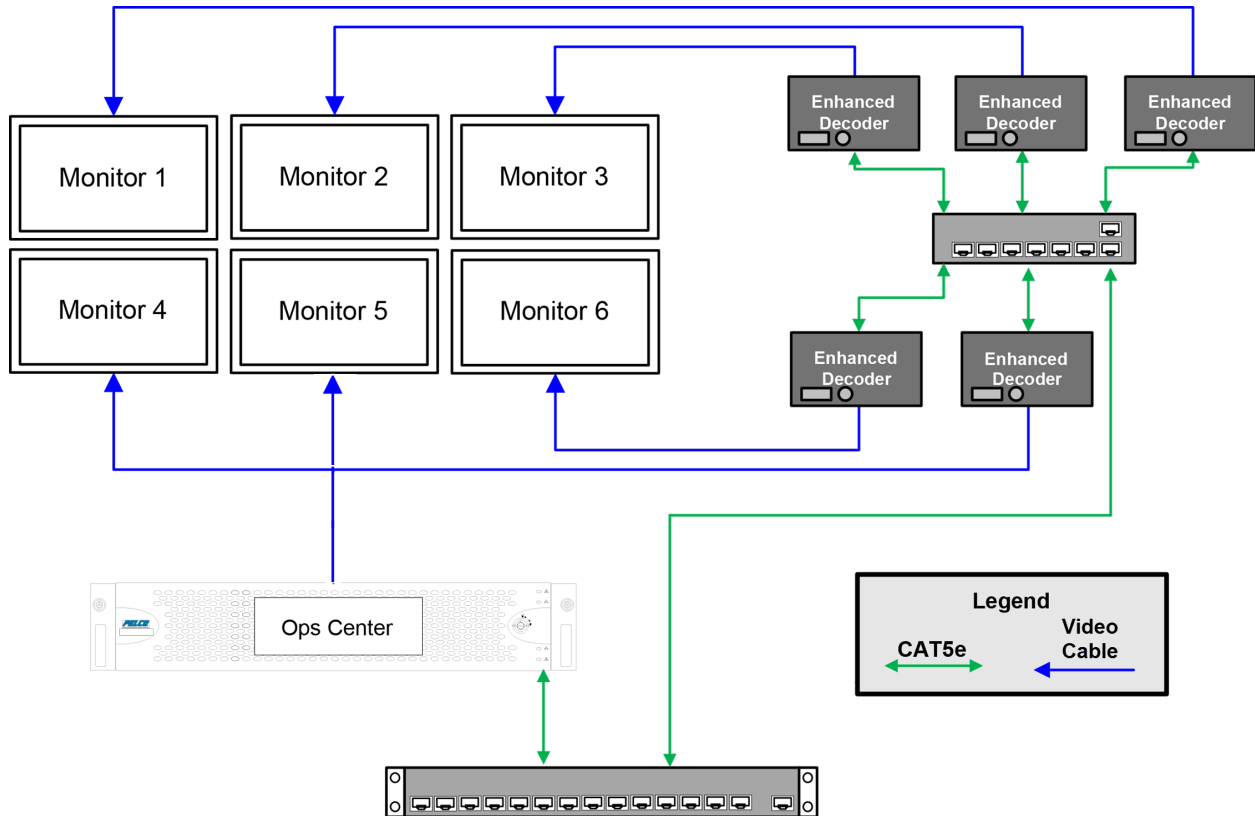 Enhanced
Decoder
Enhanced
Decoder
Enhanced
Decoder
Monitor 1
Monitor 2
Monitor 3
Monitor 4
Monitor 5
Monitor 6
Enhanced
Decoder
Enhanced
Decoder
PELCO
Ops Center
Legend
CAT5e
Video
Cable